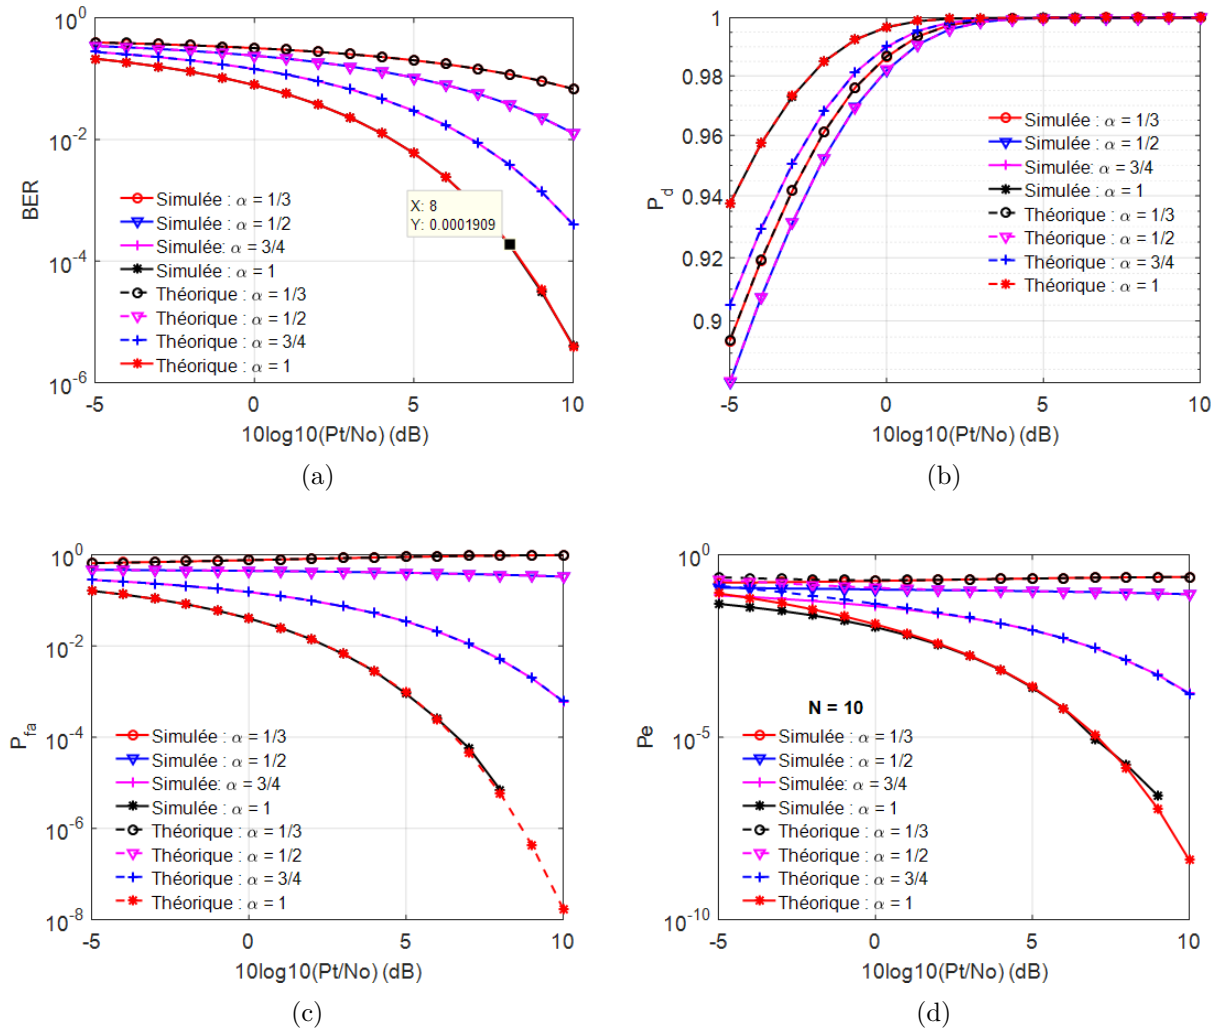 10^0
10^-2
10^-4
10^-6
BER
Simulée : α = 1/3
Simulée : α = 1/2
Simulée: α = 3/4
Simulée : α = 1
Théorique : α = 1/3
Théorique : α = 1/2
Théorique : α = 3/4
Théorique : α = 1
X: 8
Y: 0.0001909
-5 0 5 10
10log10(Pt/No) (dB)
(a)
1
0.98
0.96
0.94
0.92
0.9
P_d
Simulée : α = 1/3
Simulée : α = 1/2
Simulée: α = 3/4
Simulée : α = 1
Théorique : α = 1/3
Théorique : α = 1/2
Théorique : α = 3/4
Théorique : α = 1
-5 0 5 10
10log10(Pt/No) (dB)
(b)
10^0
10^-2
10^-4
10^-6
10^-8
P_fa
Simulée : α = 1/3
Simulée : α = 1/2
Simulée: α = 3/4
Simulée : α = 1
Théorique : α = 1/3
Théorique : α = 1/2
Théorique : α = 3/4
Théorique : α = 1
-5 0 5 10
10log10(Pt/No) (dB)
(c)
10^0
10^-5
10^-10
Pe
N = 10
Simulée : α = 1/3
Simulée : α = 1/2
Simulée: α = 3/4
Simulée : α = 1
Théorique : α = 1/3
Théorique : α = 1/2
Théorique : α = 3/4
Théorique : α = 1
-5 0 5 10
10log10(Pt/No) (dB)
(d)